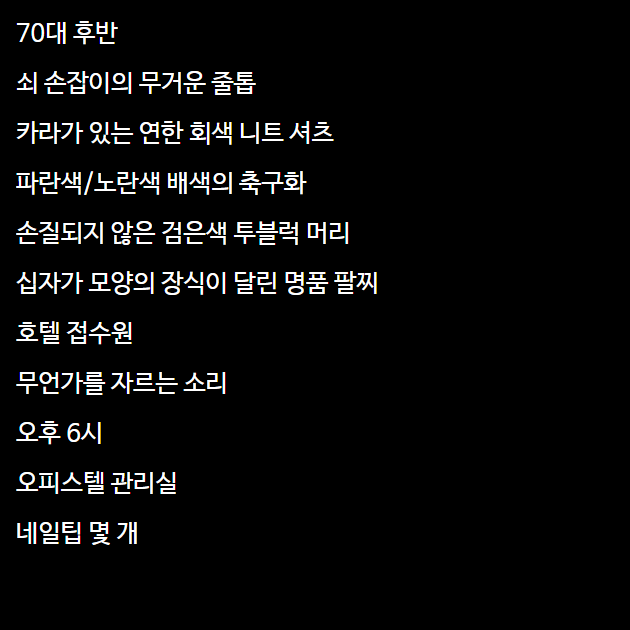 70대 후반
쇠 손잡이의 무거운 줄톱
카라가 있는 연한 회색 니트 셔츠
파란색/노란색 배색의 축구화
손질되지 않은 검은색 투블럭 머리
십자가 모양의 장식이 달린 명품 팔찌
호텔 접수원
무언가를 자르는 소리
오후 6시
오피스텔 관리실
네일팁 몇 개